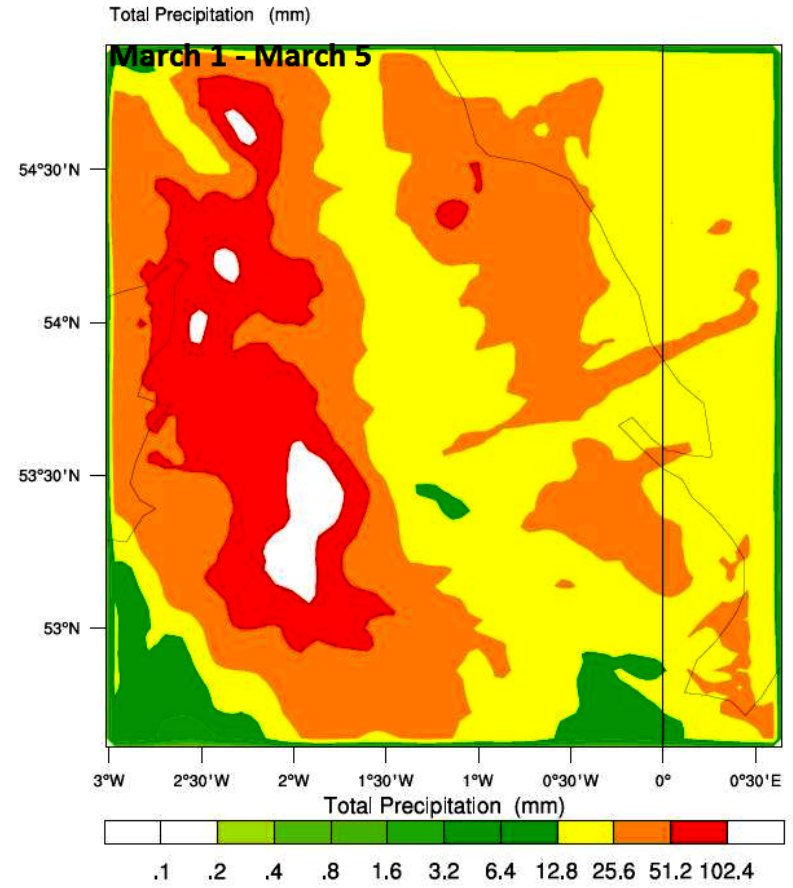 Total Precipitation (mm)
March 1 - March 5
54°30'N
54°N
53°30'N
53°N
3°W 2°30'W 2°W 1°30'W 1°W 0°30'W 0° 0°30'E
Total Precipitation (mm)
.1 .2 .4 .8 1.6 3.2 6.4 12.8 25.6 51.2 102.4